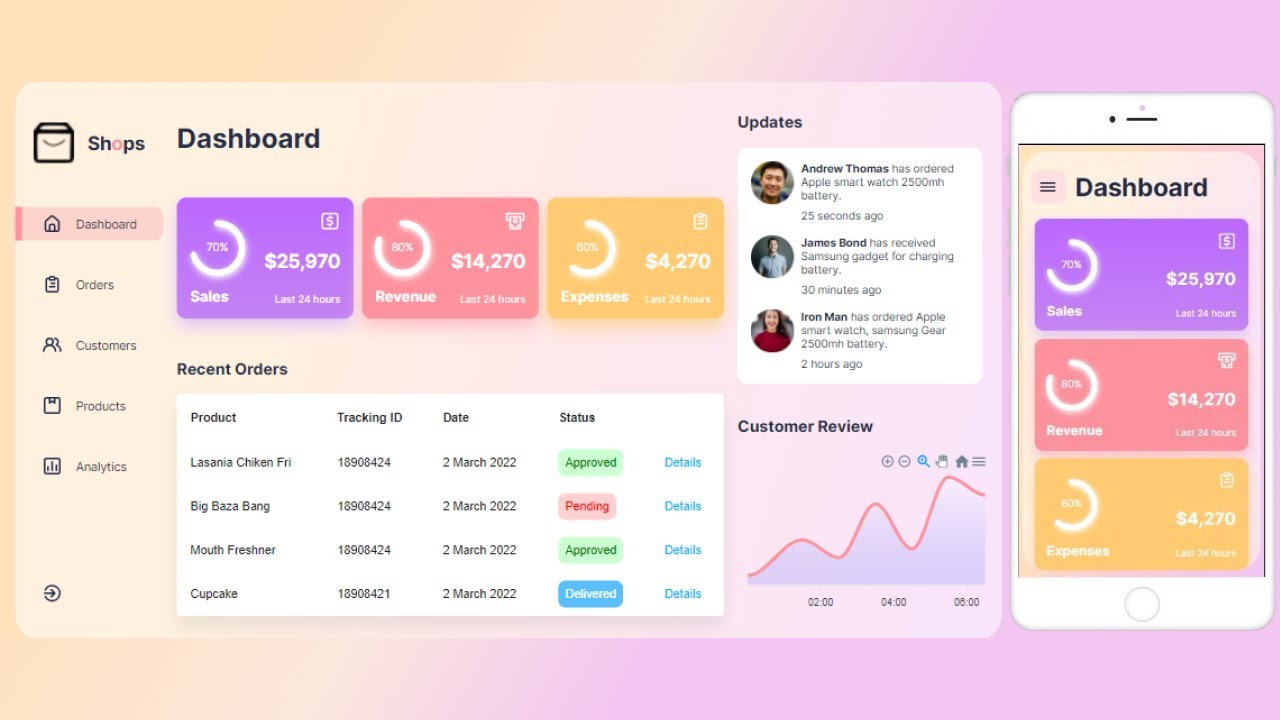 Shops
Dashboard
Orders
Customers
Products
Analytics
Dashboard
70%
$25,970
Sales
Last 24 hours
80%
$14,270
Revenue
Last 24 hours
60%
$4,270
Expenses
Last 24 hours
Recent Orders
Product Tracking ID Date Status
Lasania Chiken Fri 18908424 2 March 2022 Approved Details
Big Baza Bang 18908424 2 March 2022 Pending Details
Mouth Freshner 18908424 2 March 2022 Approved Details
Cupcake 18908421 2 March 2022 Delivered Details
Updates
Andrew Thomas has ordered
Apple smart watch 2500mh
battery.
25 seconds ago
James Bond has received
Samsung gadget for charging
battery.
30 minutes ago
Iron Man has ordered Apple
smart watch, samsung Gear
2500mh battery.
2 hours ago
Customer Review
02:00 04:00 06:00
Dashboard
70%
$25,970
Sales
Last 24 hours
80%
$14,270
Revenue
Last 24 hours
60%
$4,270
Expenses
Last 24 hours